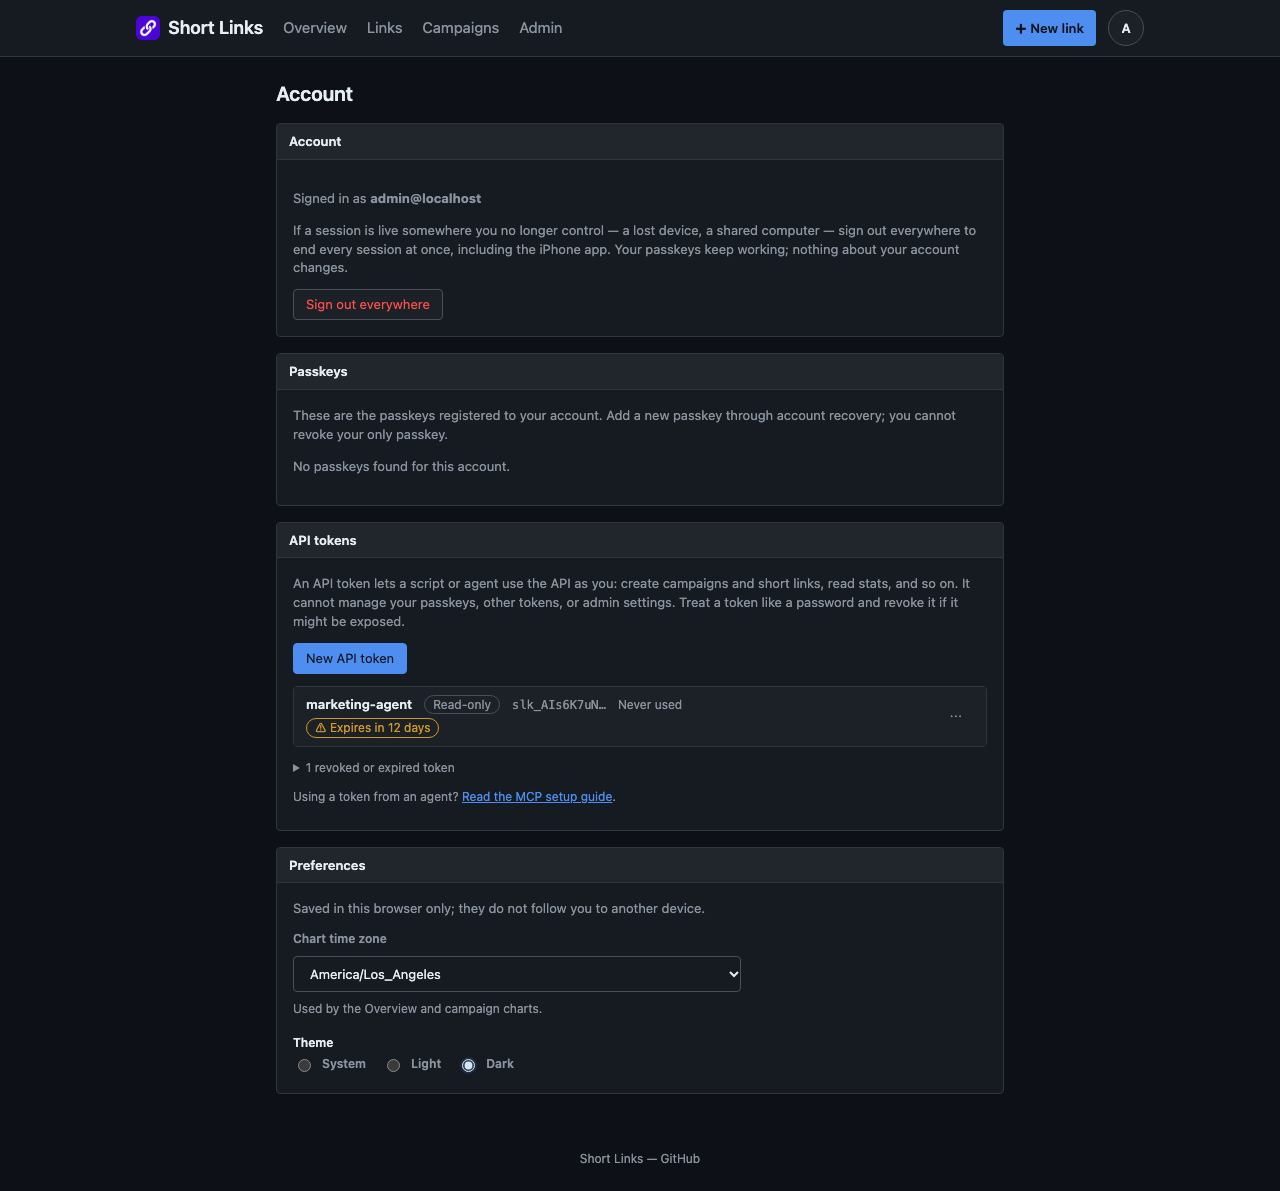 Short Links Overview Links Campaigns Admin + New link A
Account
Account
Signed in as admin@localhost
If a session is live somewhere you no longer control — a lost device, a shared computer — sign out everywhere to
end every session at once, including the iPhone app. Your passkeys keep working; nothing about your account
changes.
Sign out everywhere
Passkeys
These are the passkeys registered to your account. Add a new passkey through account recovery; you cannot
revoke your only passkey.
No passkeys found for this account.
API tokens
An API token lets a script or agent use the API as you: create campaigns and short links, read stats, and so on. It
cannot manage your passkeys, other tokens, or admin settings. Treat a token like a password and revoke it if it
might be exposed.
New API token
marketing-agent Read-only slk_AIs6K7uN… Never used
⚠ Expires in 12 days
…
▶ 1 revoked or expired token
Using a token from an agent? Read the MCP setup guide.
Preferences
Saved in this browser only; they do not follow you to another device.
Chart time zone
America/Los_Angeles
Used by the Overview and campaign charts.
Theme
System Light Dark
Short Links — GitHub